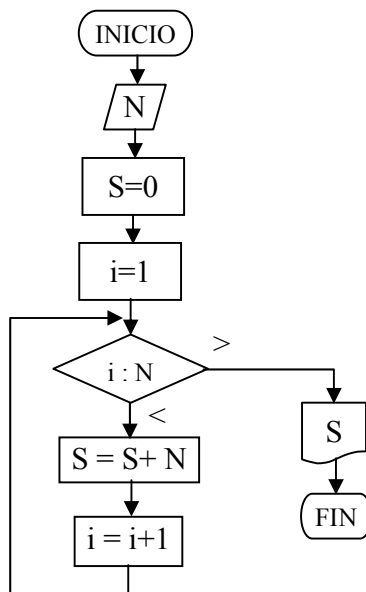 INICIO
N
S=0
i=1
>
i : N
<
S
S = S+ N
FIN
i = i+1